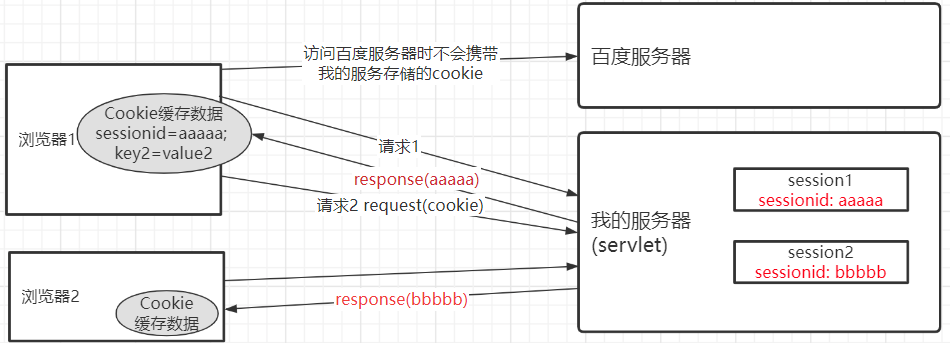 访问百度服务器时不会携带
我的服务存储的cookie
百度服务器
浏览器1
Cookie缓存数据
sessionid=aaaaa;
key2=value2
请求1
response(aaaaa)
请求2 request(cookie)
我的服务器
(servlet)
session1
sessionid: aaaaa
session2
sessionid: bbbbb
浏览器2
Cookie
缓存数据
response(bbbbb)